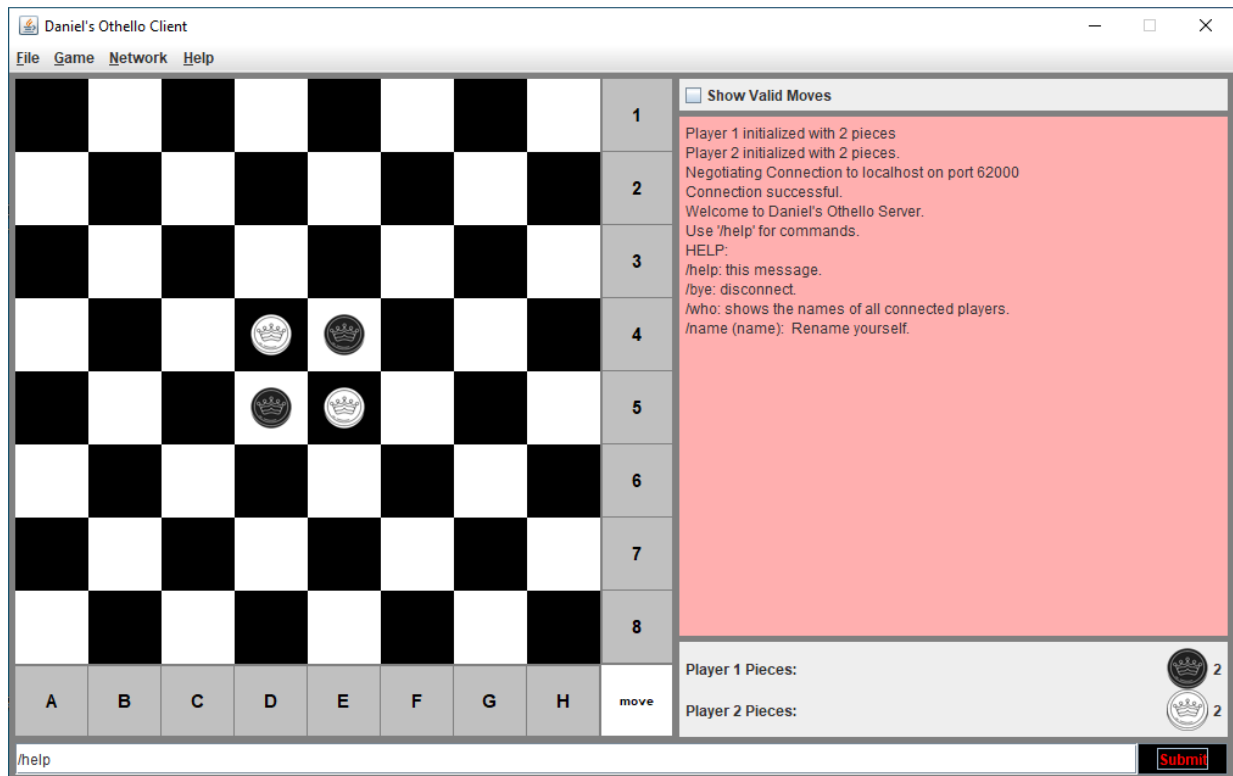 Daniel's Othello Client
File Game Network Help
1
2
3
4
5
6
7
8
A B C D E F G H move
Show Valid Moves
Player 1 initialized with 2 pieces
Player 2 initialized with 2 pieces.
Negotiating Connection to localhost on port 62000
Connection successful.
Welcome to Daniel's Othello Server.
Use '/help' for commands.
HELP:
/help: this message.
/bye: disconnect.
/who: shows the names of all connected players.
/name (name):  Rename yourself.
Player 1 Pieces: 2
Player 2 Pieces: 2
/help Submit